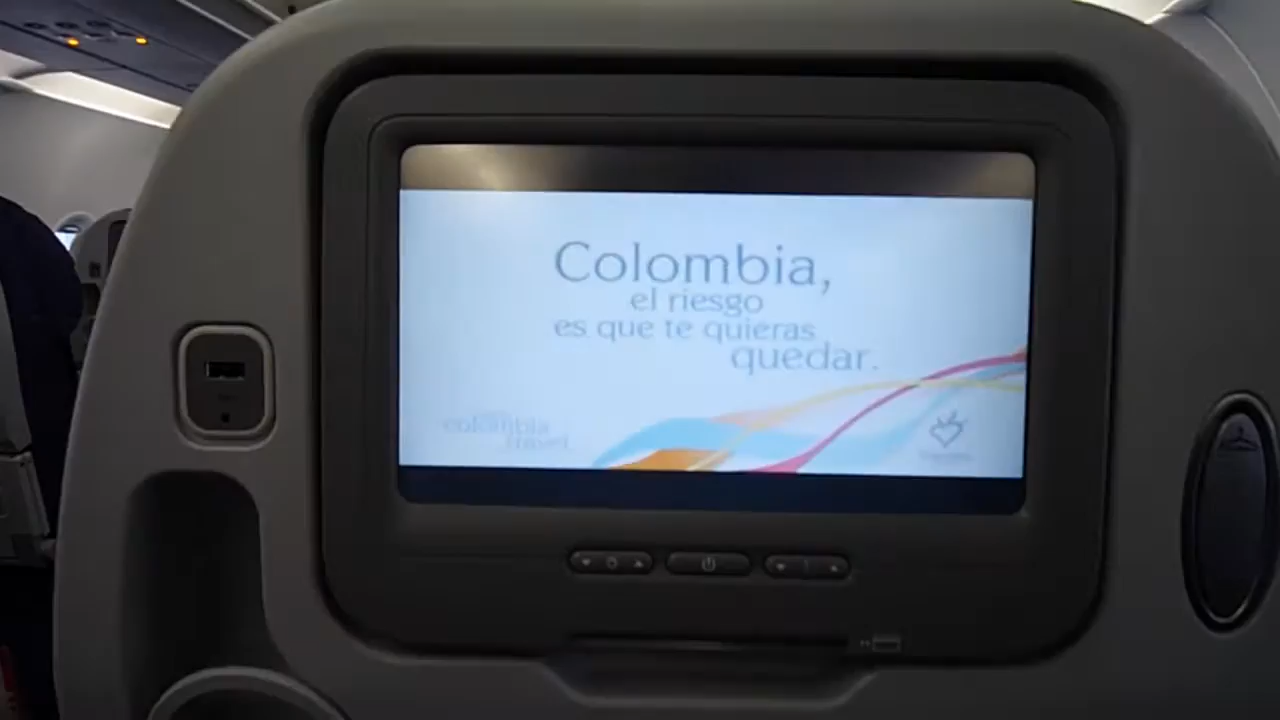 Colombia,
el riesgo
es que te quieras
quedar.
colombia
travel